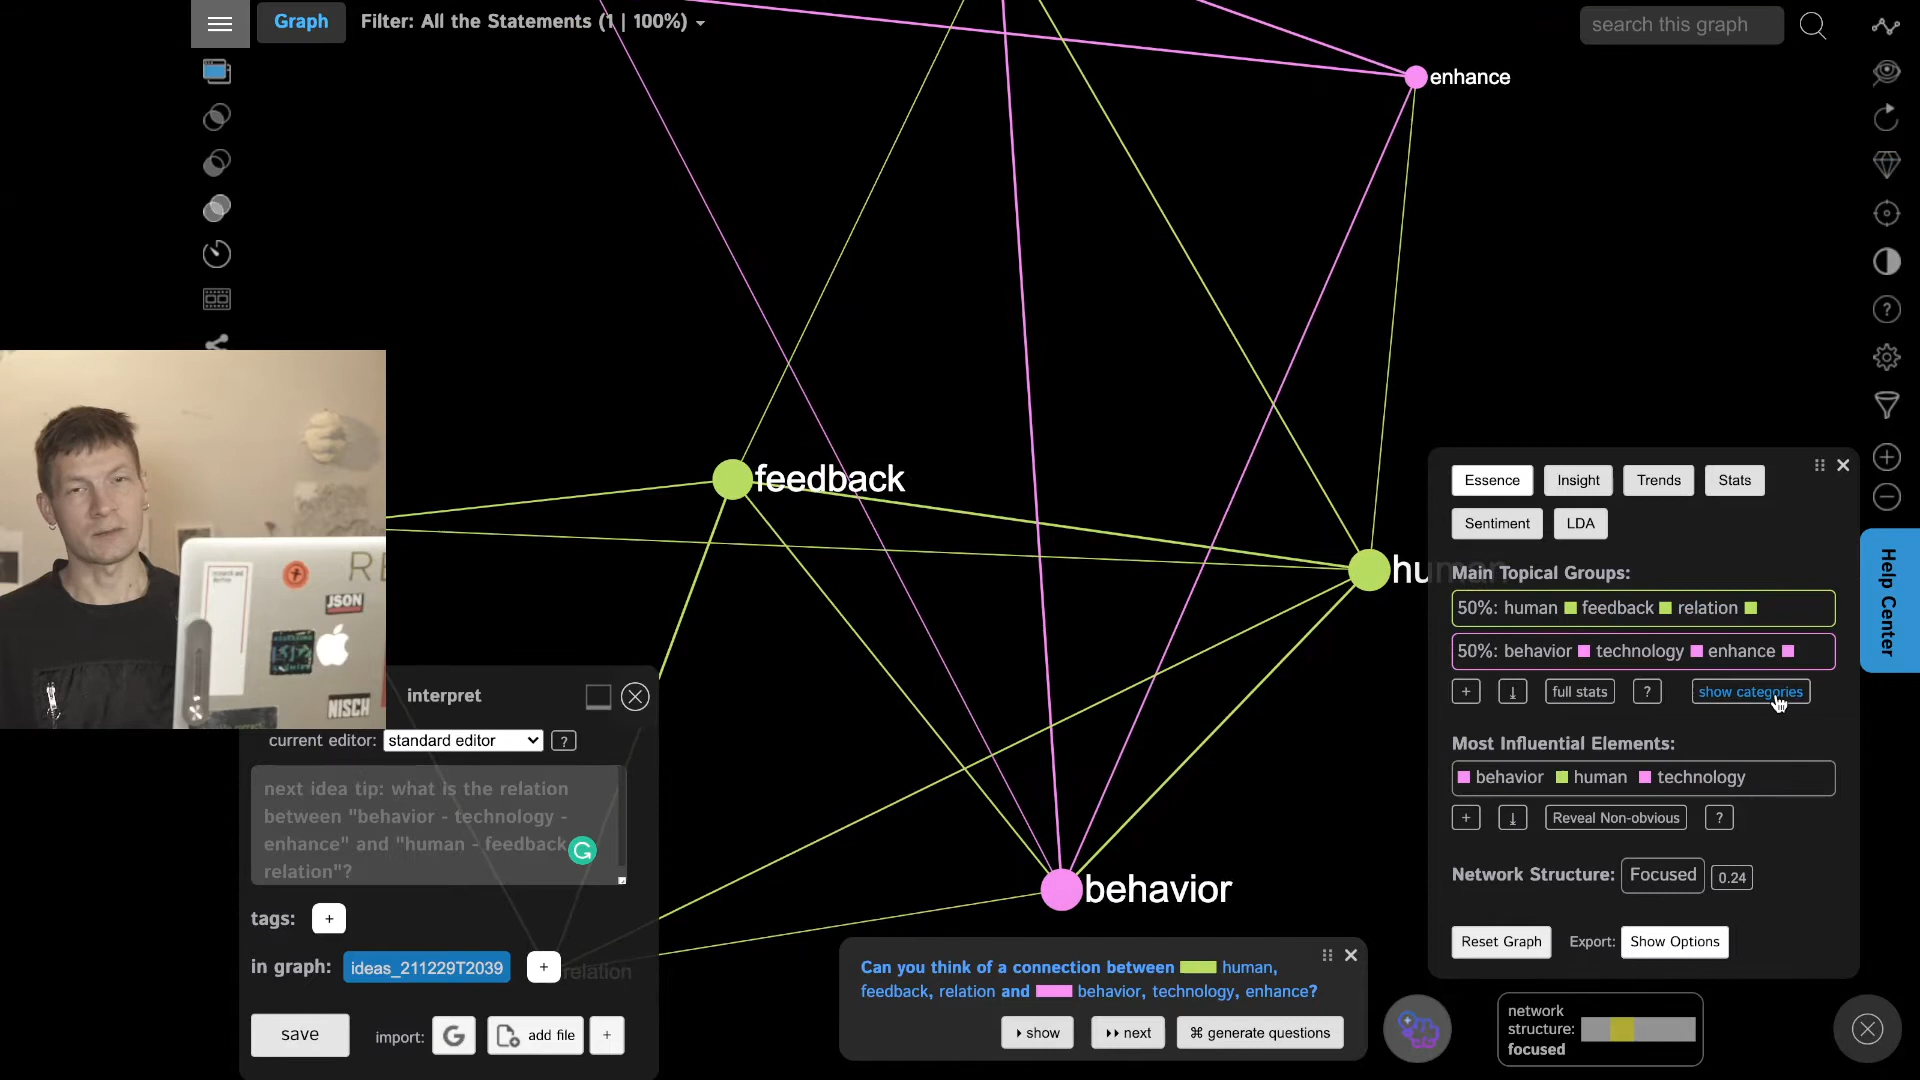 Graph
Filter: All the Statements (1 | 100%)
search this graph
enhance
feedback
Help Center
Essence
Insight
Trends
Stats
Sentiment
LDA
Main Topical Groups:
50%: human feedback relation
50%: behavior technology enhance
+
full stats
?
show categories
Most Influential Elements:
behavior human technology
+
Reveal Non-obvious
?
Network Structure: Focused 0.24
Reset Graph
Export:
Show Options
JSON
NISCH
interpret
current editor: standard editor ?
next idea tip: what is the relation
between "behavior - technology -
enhance" and "human - feedback
relation"?
tags: +
in graph: ideas_211229T2039 +
relation
save
import:
G
add file
+
behavior
Can you think of a connection between human,
feedback, relation and behavior, technology, enhance?
show
next
⌘ generate questions
network
structure:
focused